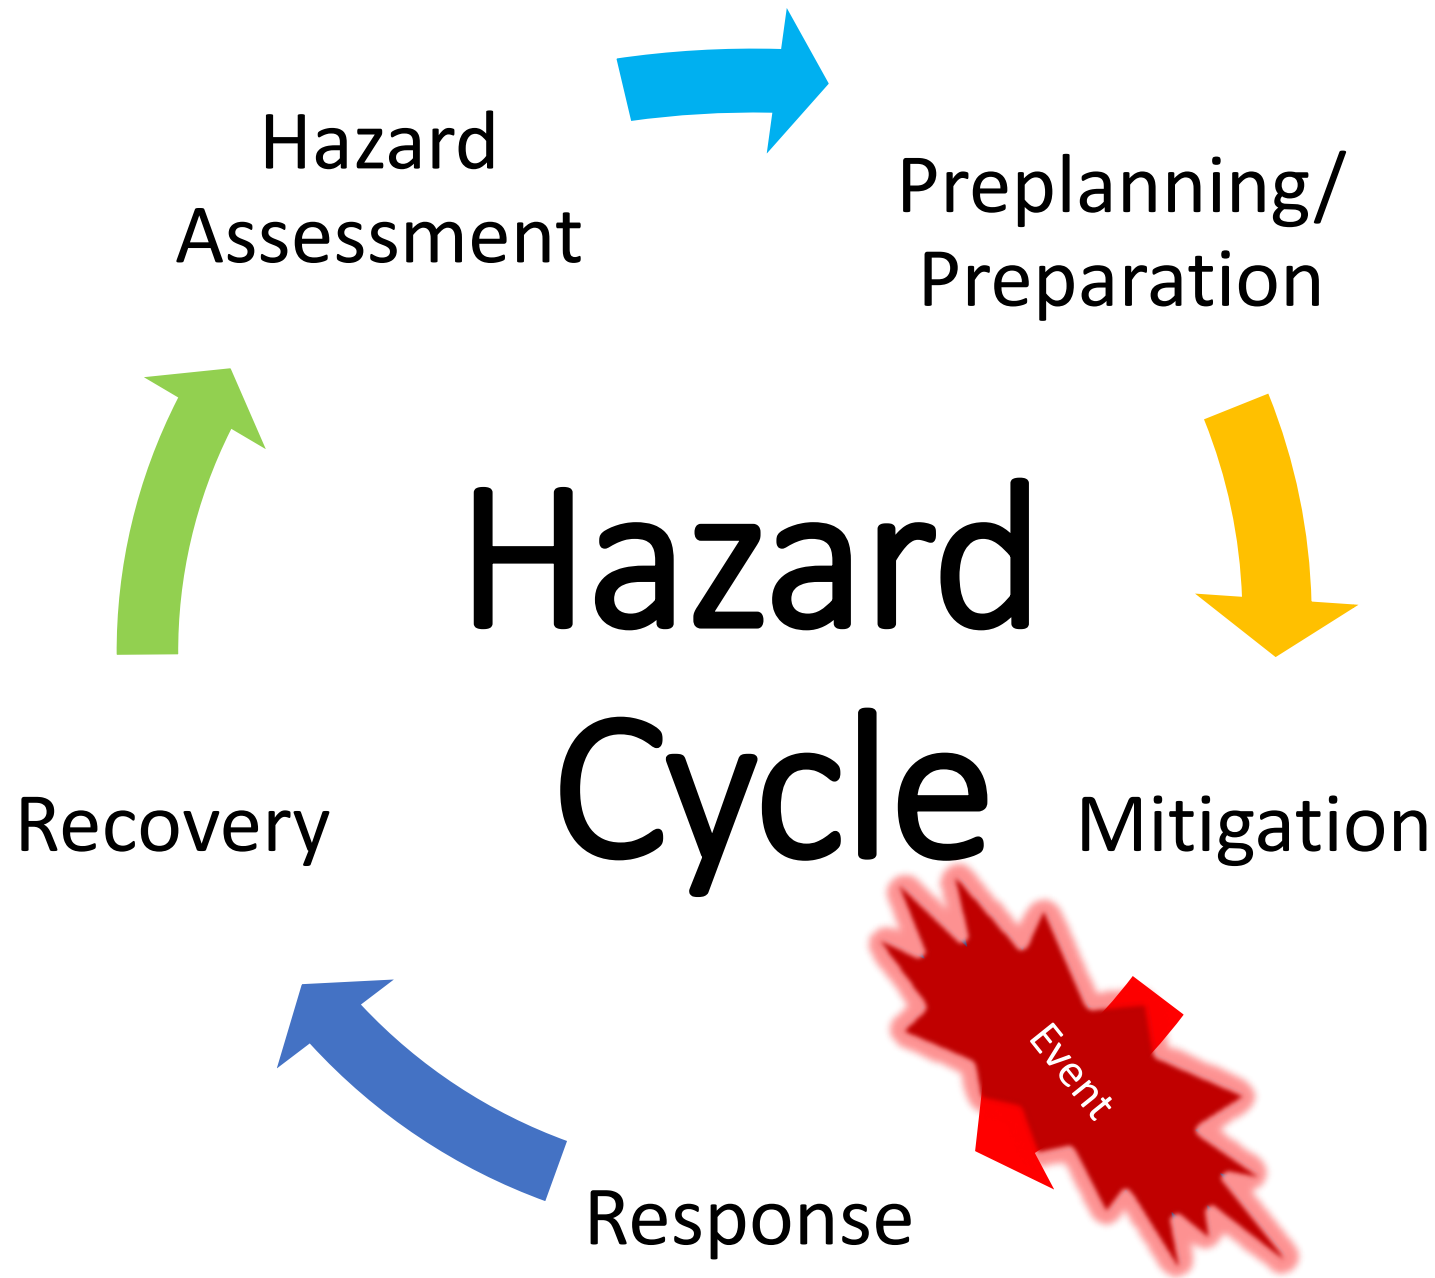 Hazard
Assessment
Preplanning/
Preparation
Hazard
Cycle
Recovery
Mitigation
Event
Response